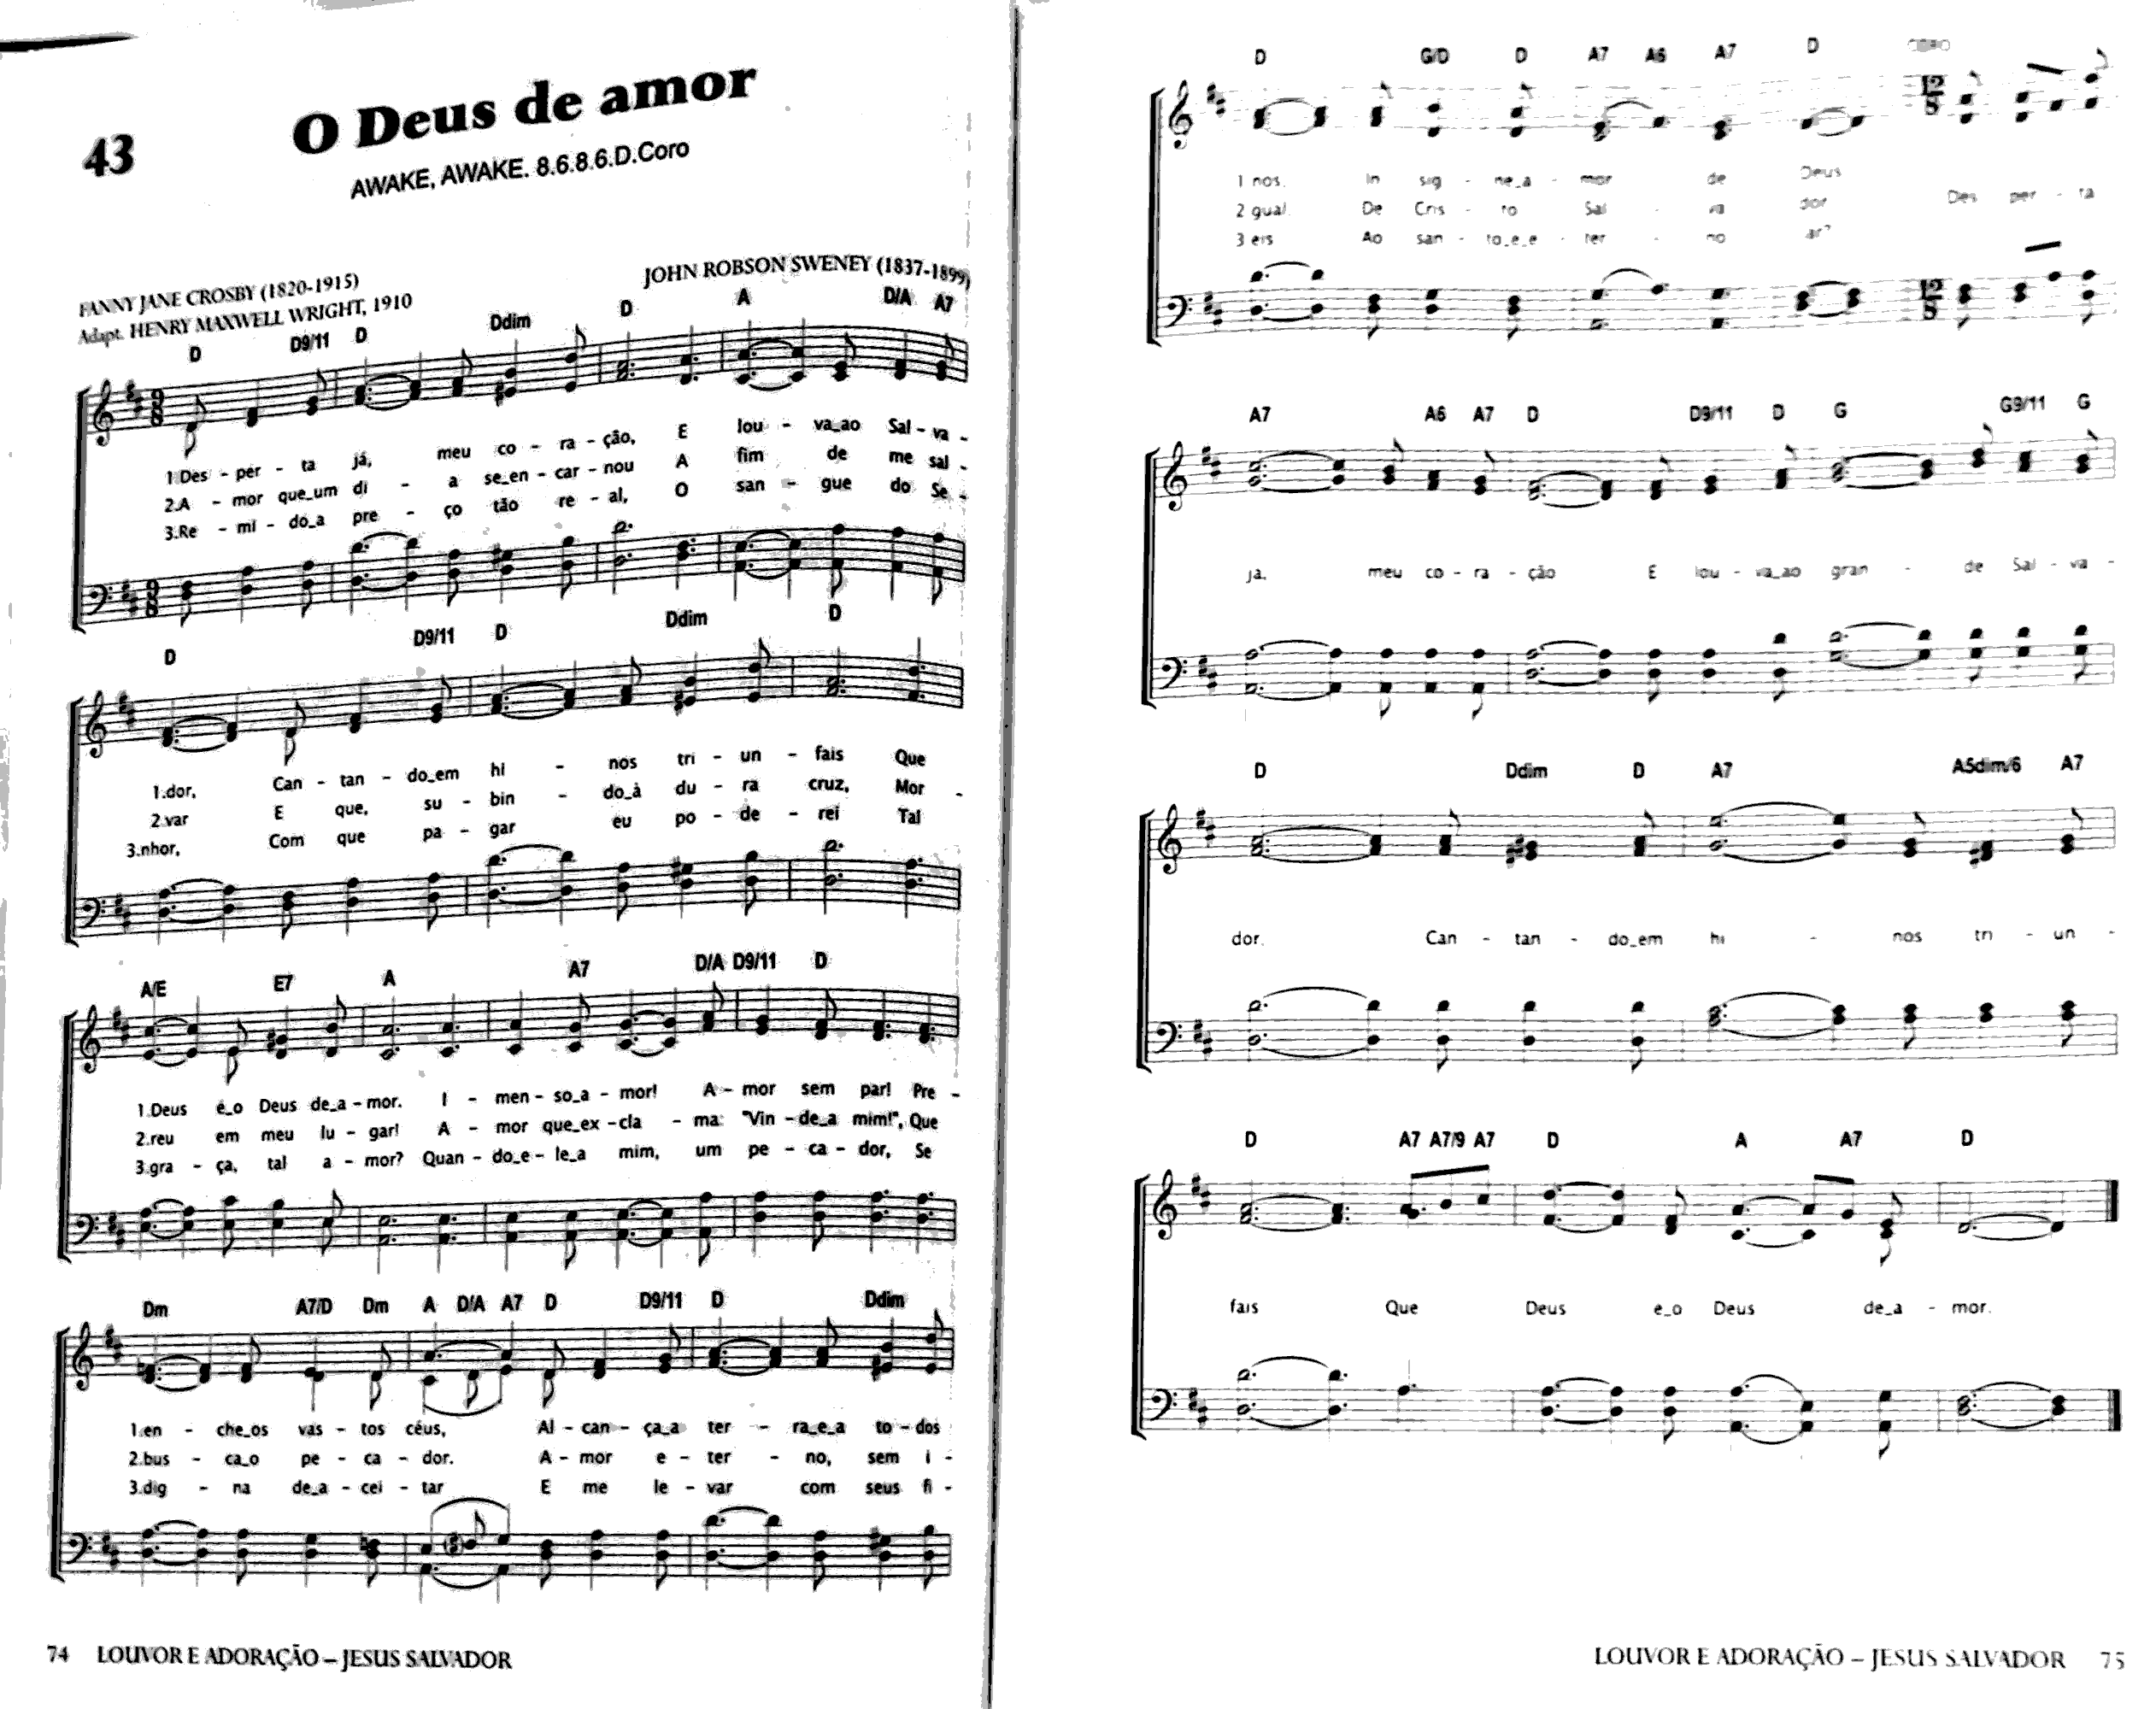 43
O Deus de amor
AWAKE, AWAKE. 8.6.8.6.D.Coro
FANNY JANE CROSBY (1820-1915)
Adapt. HENRY MAXWELL WRIGHT, 1910
JOHN ROBSON SWENEY (1837-1899)
D D9/11 D Ddim D A D/A A7
9 8
1.Des - per - ta já, meu co - ra - ção, E lou - va_ao Sal - va -
2.A - mor que_um di - a se_en - car - nou A fim de me sal -
3.Re - mi - do_a pre - ço tão re - al, O san - gue do Se -
9 8
D D9/11 D Ddim D
1.dor, Can - tan - do_em hi - nos tri - un - fais Que
2.var E que, su - bin - do_à du - ra cruz, Mor -
3.nhor, Com que pa - gar eu po - de - rei Tal
A/E E7 A A7 D/A D9/11 D
1.Deus é_o Deus de_a - mor. I - men - so_a - mor! A - mor sem par! Pre -
2.reu em meu lu - gar! A - mor que_ex - cla - ma: "Vin - de_a mim!", Que
3.gra - ça, tal a - mor? Quan - do_e - le_a mim, um pe - ca - dor, Se
Dm A7/D Dm A D/A A7 D D9/11 D Ddim
1.en - che_os vas - tos céus, Al - can - ça_a ter - ra_e_a to - dos
2.bus - ca_o pe - ca - dor. A - mor e - ter - no, sem i -
3.dig - na de_a - cei - tar E me le - var com seus fi -
74 LOUVOR E ADORAÇÃO – JESUS SALVADOR
D G/D D A7 A6 A7 D CORO
12 8
1 nos. In sig - ne_a - mor de Deus
2 gual. De Cris - to Sal - va dor Des per - ta
3 eis Ao san - to_e_e - ter - no ar?
12 8
A7 A6 A7 D D9/11 D G G9/11 G
já, meu co - ra - ção E lou - va_ao gran - de Sal - va -
D Ddim D A7 A5dim/6 A7
dor. Can - tan - do_em hi - nos tri - un -
D A7 A7/9 A7 D A A7 D
fais Que Deus e_o Deus de_a - mor.
LOUVOR E ADORAÇÃO – JESUS SALVADOR 75